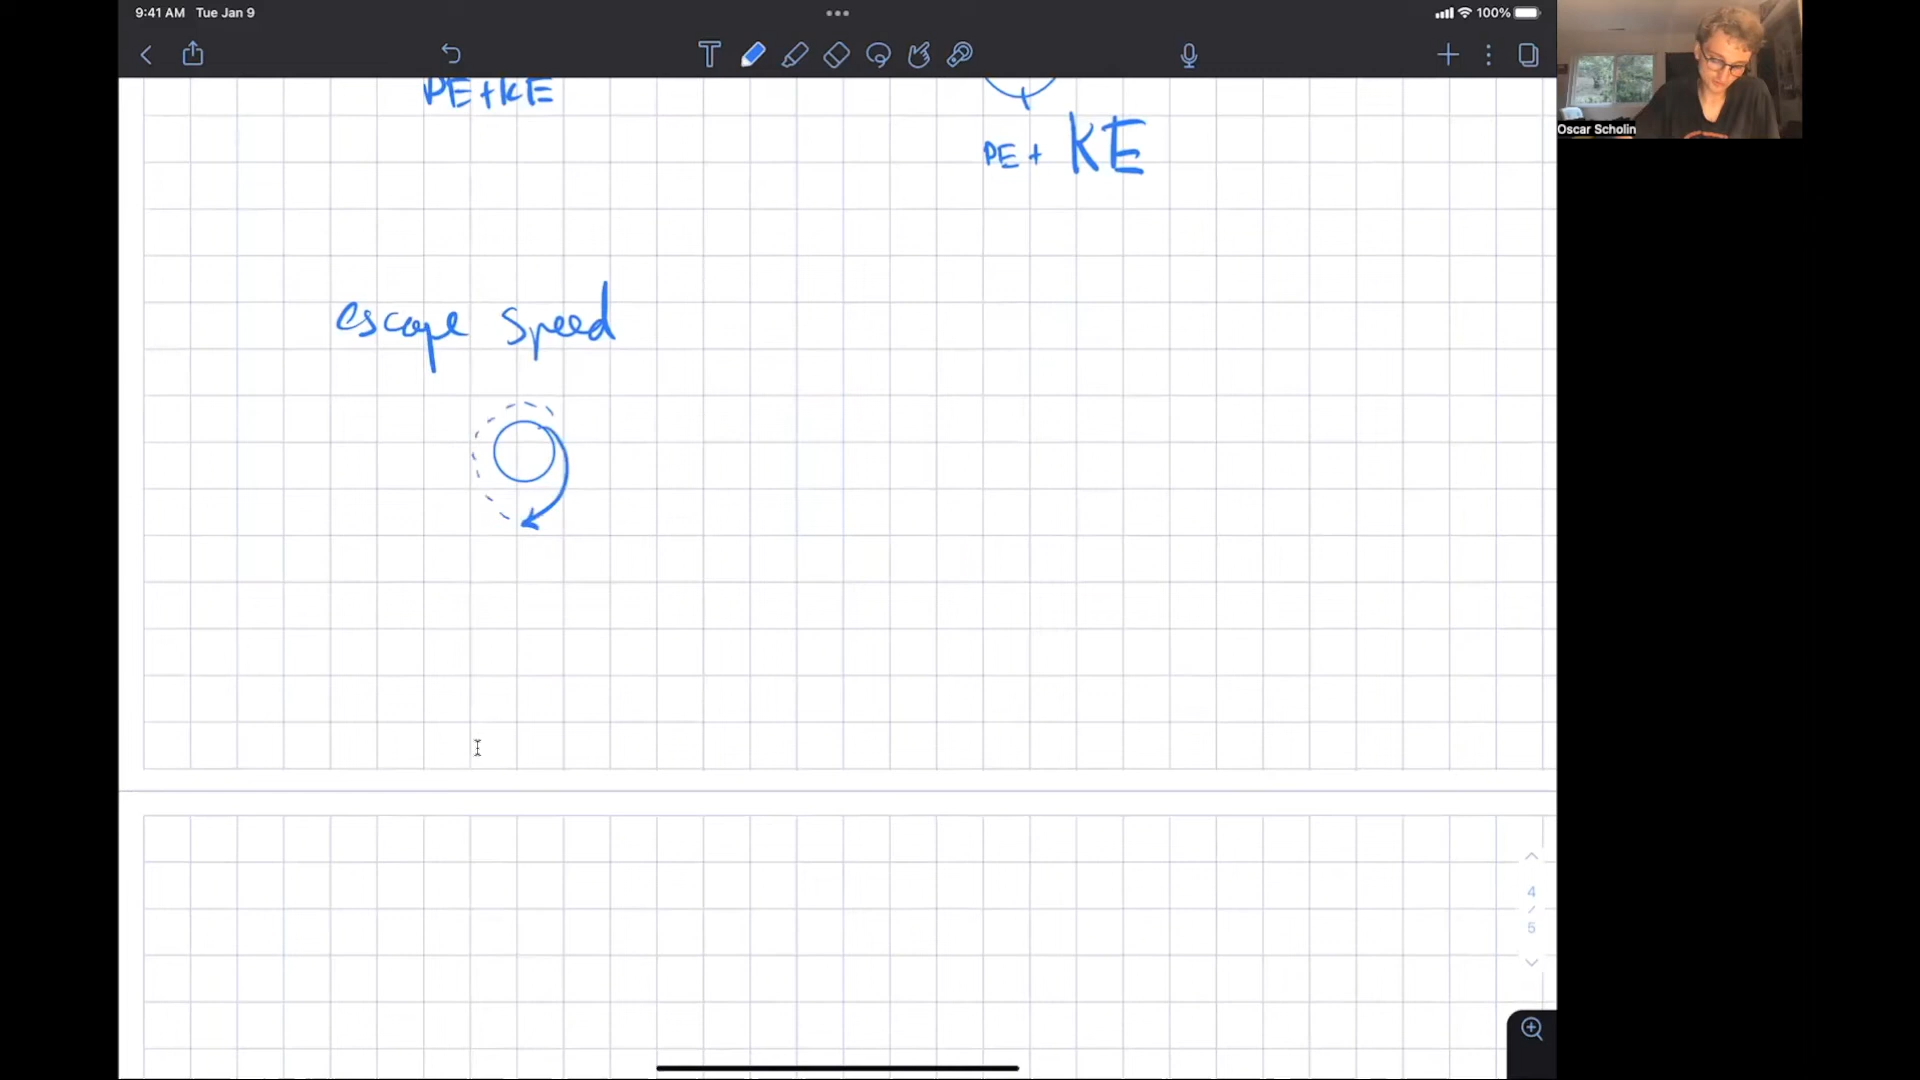 9:41 AM Tue Jan 9
100%
Oscar Scholin
PE+KE
PE + KE
escape speed
4
/
5